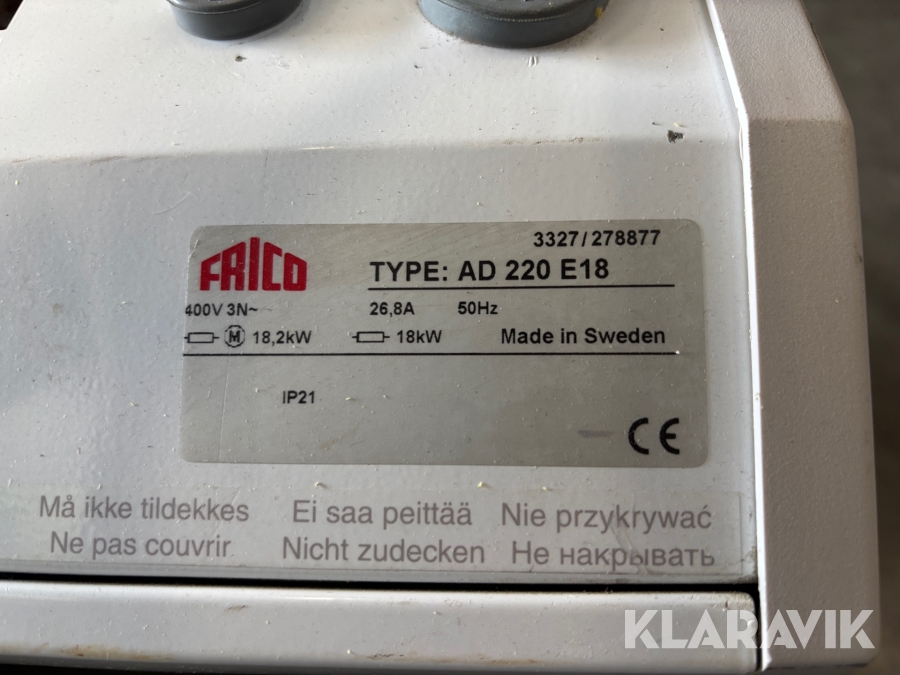 3327/278877
FRICO TYPE: AD 220 E18
400V 3N~ 26,8A 50Hz
M 18,2kW 18kW Made in Sweden
IP21
CE
Må ikke tildekkes Ei saa peittää Nie przykrywać
Ne pas couvrir Nicht zudecken Не накрывать
KLARAVIK